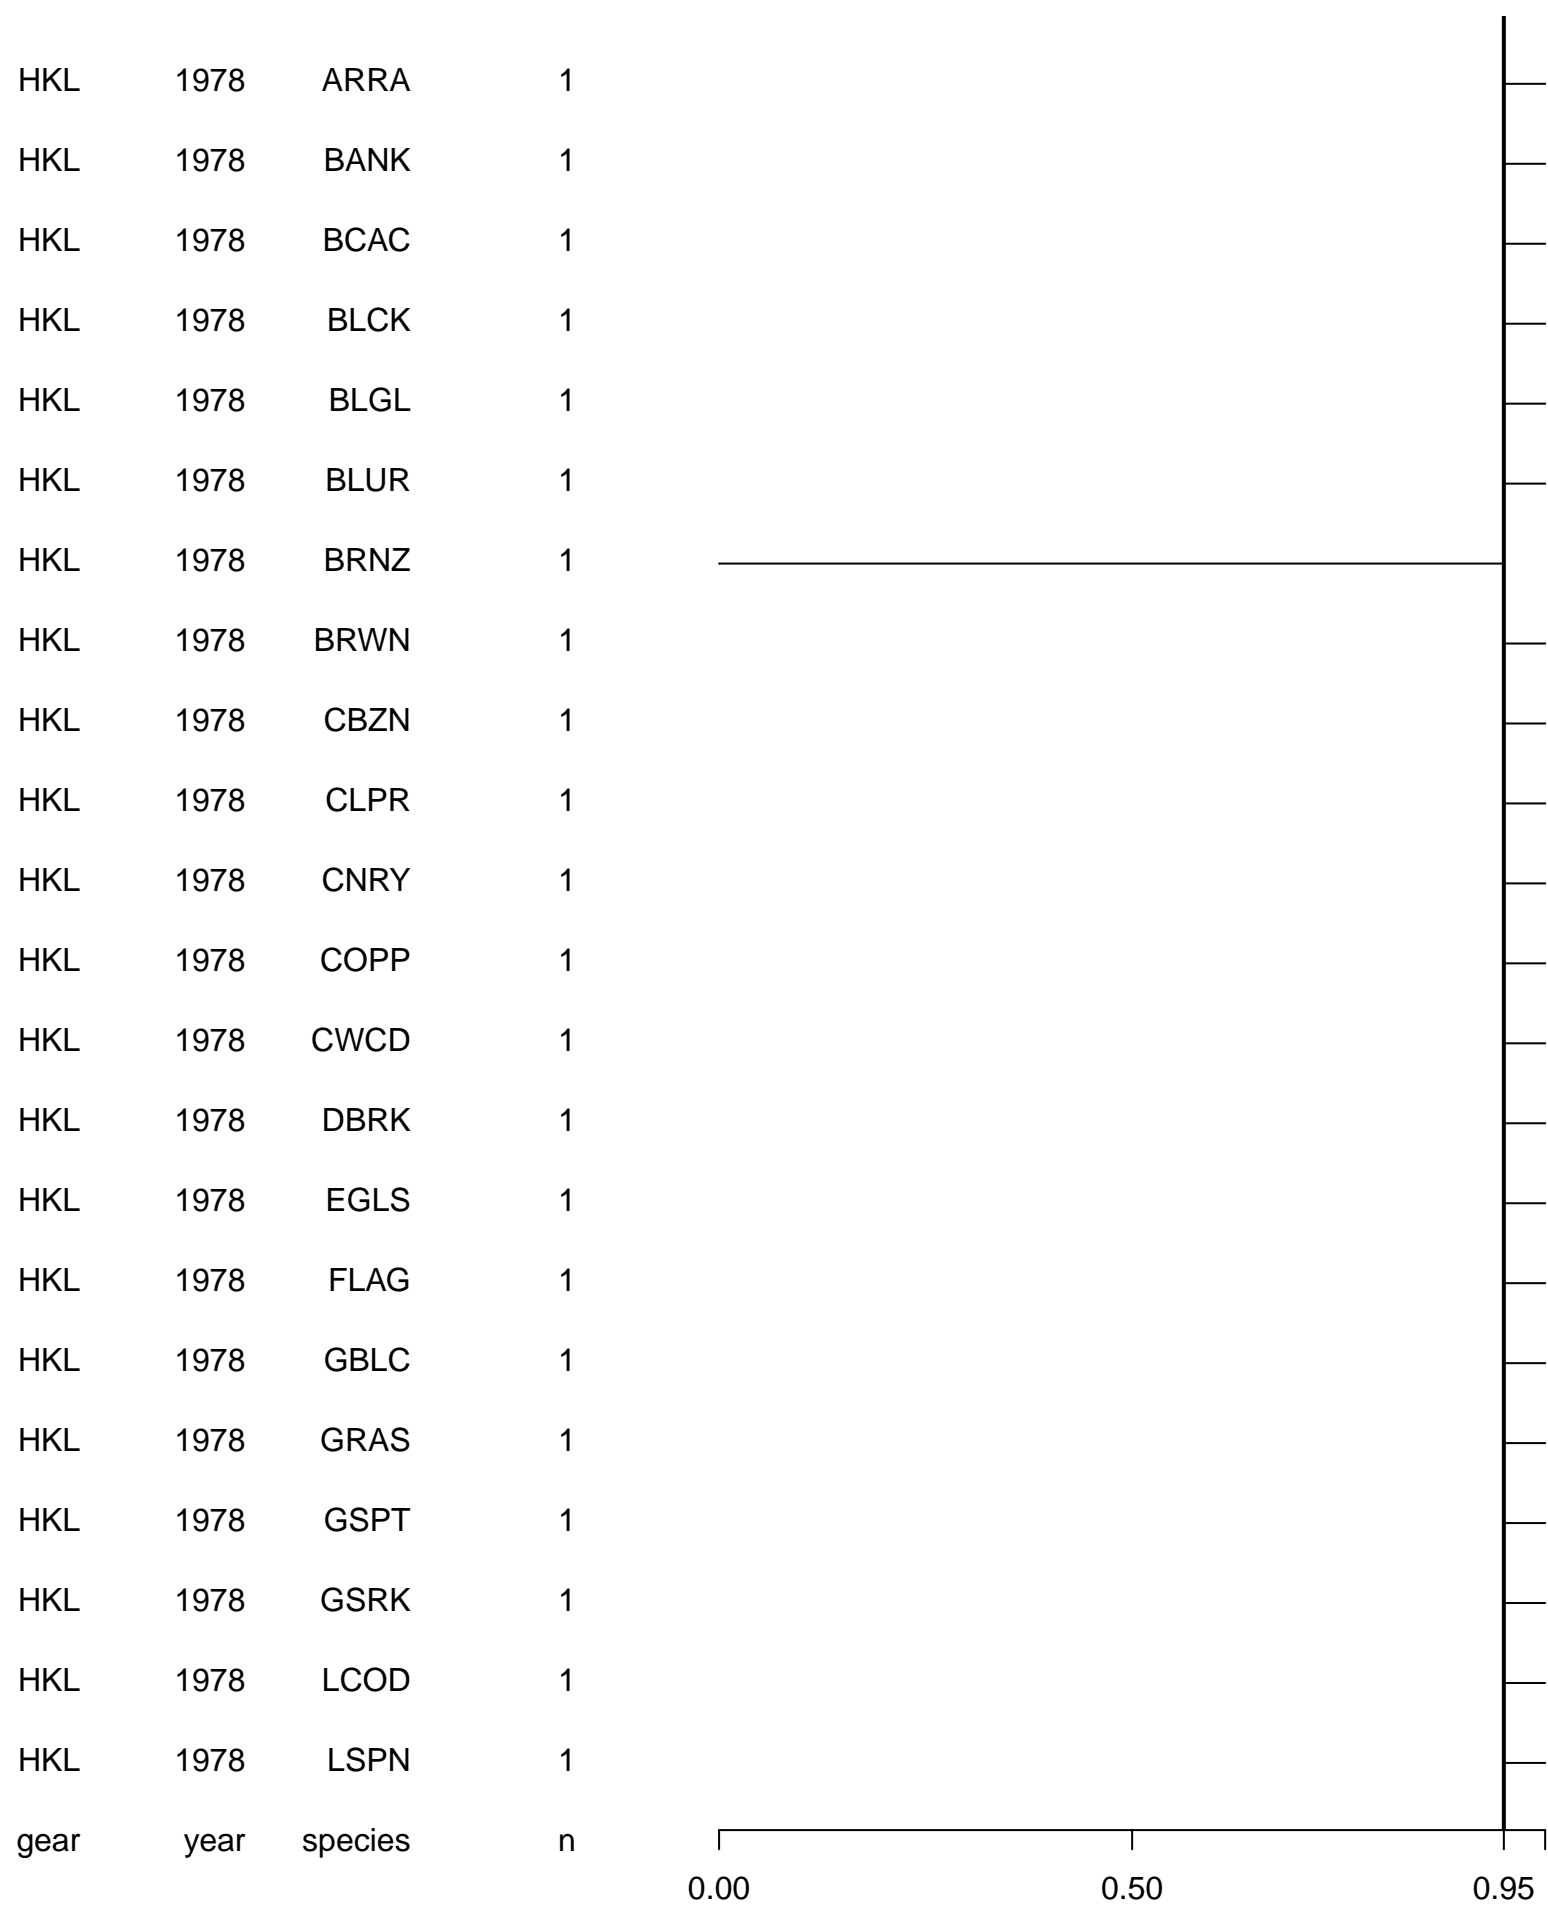 HKL 1978 ARRA 1
HKL 1978 BANK 1
HKL 1978 BCAC 1
HKL 1978 BLCK 1
HKL 1978 BLGL 1
HKL 1978 BLUR 1
HKL 1978 BRNZ 1
HKL 1978 BRWN 1
HKL 1978 CBZN 1
HKL 1978 CLPR 1
HKL 1978 CNRY 1
HKL 1978 COPP 1
HKL 1978 CWCD 1
HKL 1978 DBRK 1
HKL 1978 EGLS 1
HKL 1978 FLAG 1
HKL 1978 GBLC 1
HKL 1978 GRAS 1
HKL 1978 GSPT 1
HKL 1978 GSRK 1
HKL 1978 LCOD 1
HKL 1978 LSPN 1
gear year species n
0.00 0.50 0.95